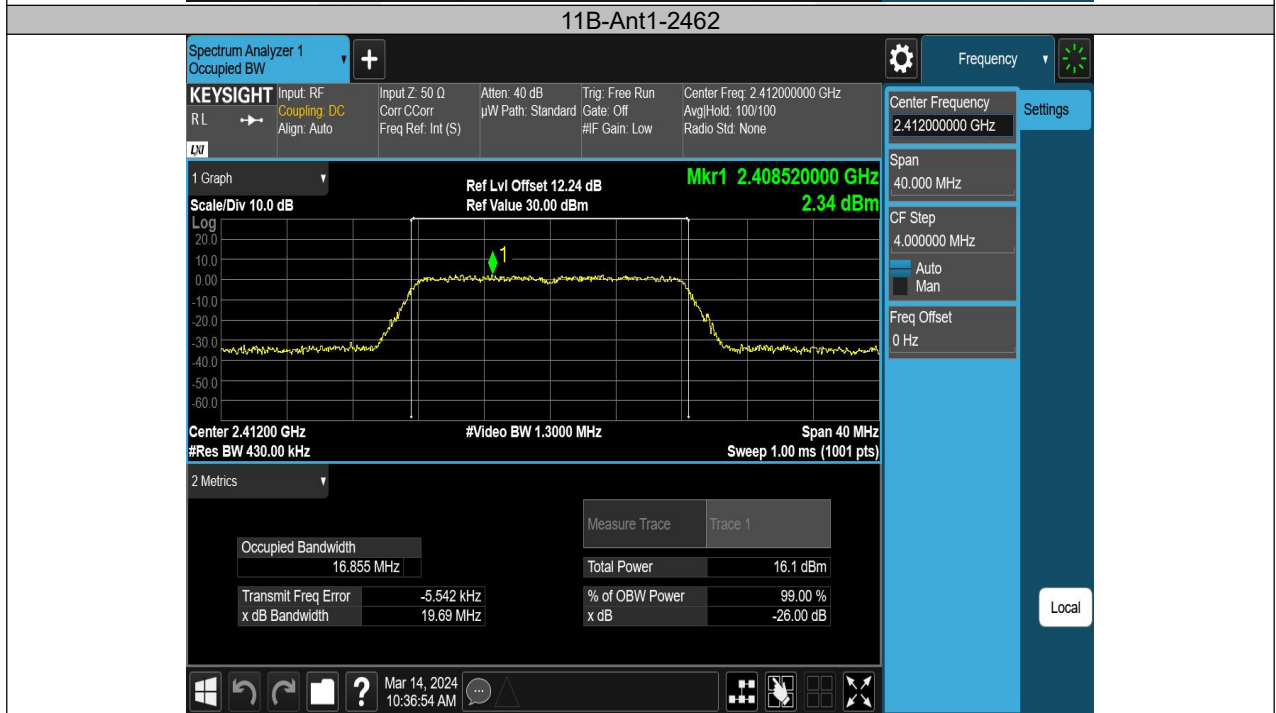 11B-Ant1-2462
Spectrum Analyzer 1
Occupied BW
+
Frequency
KEYSIGHT
RL
LXI
Input: RF
Coupling: DC
Align: Auto
Input Z: 50 Ω
Corr CCorr
Freq Ref: Int (S)
Atten: 40 dB
µW Path: Standard
Trig: Free Run
Gate: Off
#IF Gain: Low
Center Freq: 2.412000000 GHz
Avg|Hold: 100/100
Radio Std: None
Center Frequency
2.412000000 GHz
Settings
Span
40.000 MHz
CF Step
4.000000 MHz
Auto
Man
Freq Offset
0 Hz
1 Graph
Scale/Div 10.0 dB
Ref Lvl Offset 12.24 dB
Ref Value 30.00 dBm
Mkr1 2.408520000 GHz
2.34 dBm
Log
20.0
10.0
0.00
-10.0
-20.0
-30.0
-40.0
-50.0
-60.0
1
Center 2.41200 GHz
#Res BW 430.00 kHz
#Video BW 1.3000 MHz
Span 40 MHz
Sweep 1.00 ms (1001 pts)
2 Metrics
Measure Trace Trace 1
Occupied Bandwidth
16.855 MHz
Total Power 16.1 dBm
Transmit Freq Error -5.542 kHz
% of OBW Power 99.00 %
x dB Bandwidth 19.69 MHz
x dB -26.00 dB
Local
?
Mar 14, 2024
10:36:54 AM